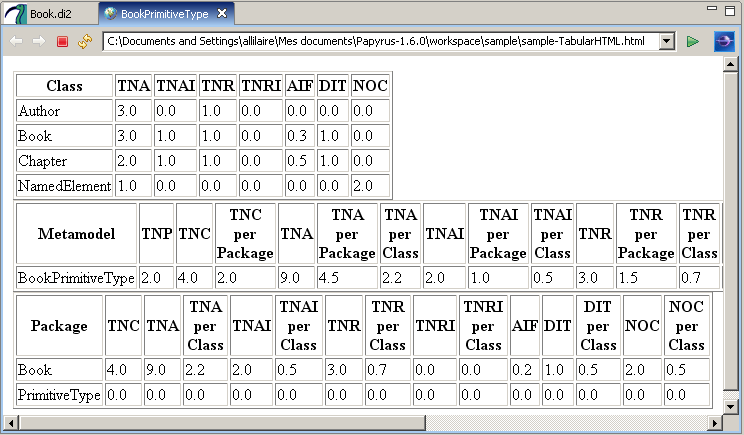 Book.di2 BookPrimitiveType
C:\Documents and Settings\allilaire\Mes documents\Papyrus-1.6.0\workspace\sample\sample-TabularHTML.html
Class TNA TNAI TNR TNRI AIF DIT NOC
Author 3.0 0.0 1.0 0.0 0.0 0.0 0.0
Book 3.0 1.0 1.0 0.0 0.3 1.0 0.0
Chapter 2.0 1.0 1.0 0.0 0.5 1.0 0.0
NamedElement 1.0 0.0 0.0 0.0 0.0 0.0 2.0
Metamodel TNP TNC TNC per Package TNA TNA per Package TNA per Class TNAI TNAI per Package TNAI per Class TNR TNR per Package TNR per Class
BookPrimitiveType 2.0 4.0 2.0 9.0 4.5 2.2 2.0 1.0 0.5 3.0 1.5 0.7
Package TNC TNA TNA per Class TNAI TNAI per Class TNR TNR per Class TNRI TNRI per Class AIF DIT DIT per Class NOC NOC per Class
Book 4.0 9.0 2.2 2.0 0.5 3.0 0.7 0.0 0.0 0.2 1.0 0.5 2.0 0.5
PrimitiveType 0.0 0.0 0.0 0.0 0.0 0.0 0.0 0.0 0.0 0.0 0.0 0.0 0.0 0.0